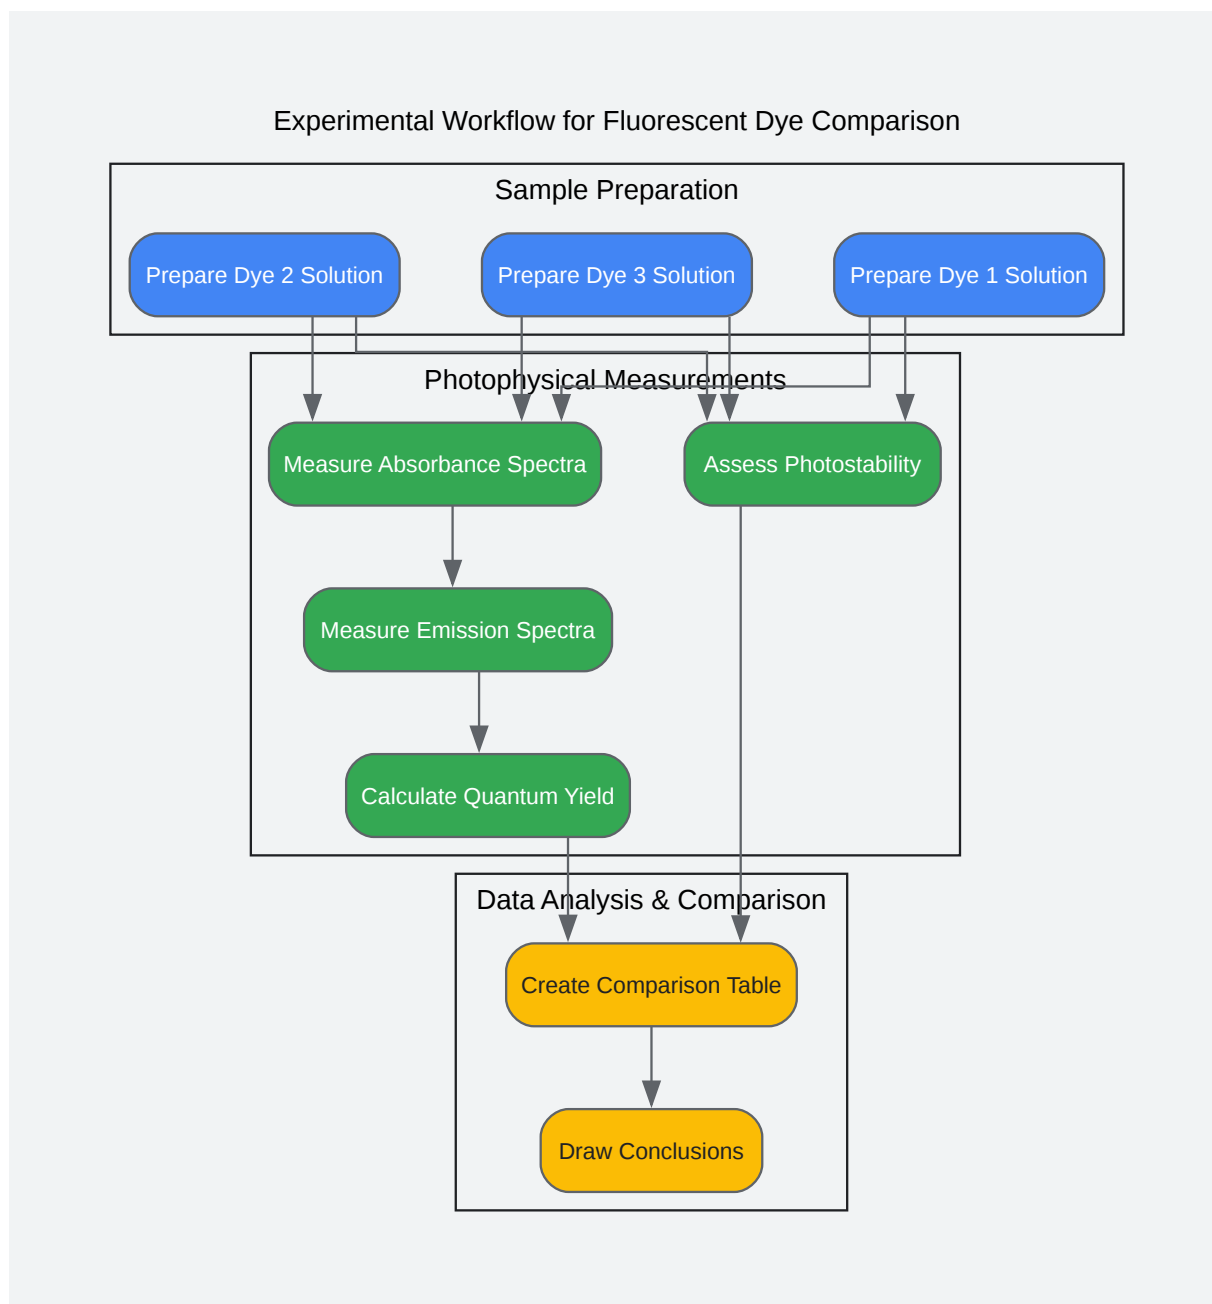 Experimental Workflow for Fluorescent Dye Comparison
Sample Preparation
Prepare Dye 2 Solution
Prepare Dye 3 Solution
Prepare Dye 1 Solution
Photophysical Measurements
Measure Absorbance Spectra
Assess Photostability
Measure Emission Spectra
Calculate Quantum Yield
Data Analysis & Comparison
Create Comparison Table
Draw Conclusions